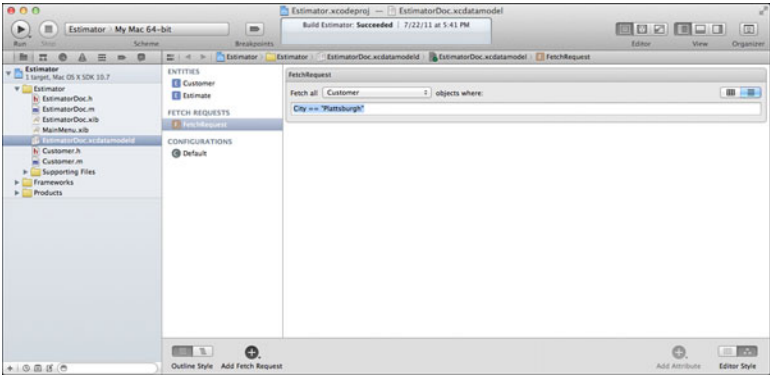 Estimator.xcodeproj — EstimatorDoc.xcdatamodel
Estimator My Mac 64-bit
Build Estimator: Succeeded | 7/22/11 at 5:41 PM
Run Stop Scheme Breakpoints Editor View Organizer
Estimator Estimator EstimatorDoc.xcdatamodeld EstimatorDoc.xcdatamodel FetchRequest
Estimator
1 target, Mac OS X SDK 10.7
Estimator
EstimatorDoc.h
EstimatorDoc.m
EstimatorDoc.xib
MainMenu.xib
EstimatorDoc.xcdatamodeld
Customer.h
Customer.m
Supporting Files
Frameworks
Products
ENTITIES
E Customer
E Estimate
FETCH REQUESTS
F FetchRequest
CONFIGURATIONS
C Default
FetchRequest
Fetch all Customer objects where:
City == "Plattsburgh"
Outline Style Add Fetch Request Add Attribute Editor Style